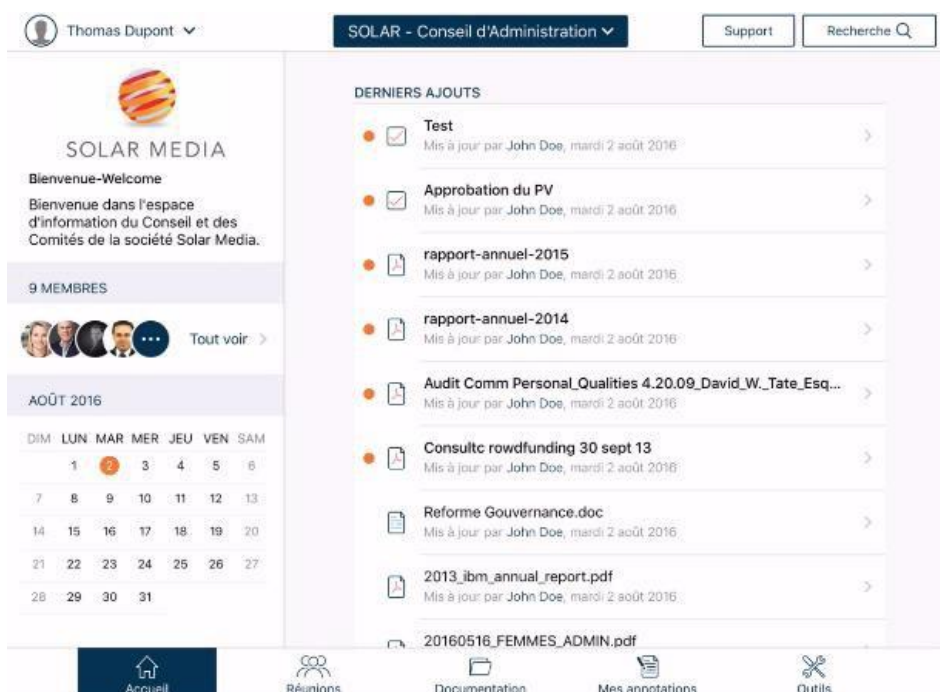 Thomas Dupont
SOLAR - Conseil d'Administration
Support
Recherche
SOLAR MEDIA
Bienvenue-Welcome
Bienvenue dans l'espace
d'information du Conseil et des
Comités de la société Solar Media.
9 MEMBRES
Tout voir
AOÛT 2016
DIM LUN MAR MER JEU VEN SAM
1 2 3 4 5 6
7 8 9 10 11 12 13
14 15 16 17 18 19 20
21 22 23 24 25 26 27
28 29 30 31
DERNIERS AJOUTS
Test
Mis à jour par John Doe, mardi 2 août 2016
Approbation du PV
Mis à jour par John Doe, mardi 2 août 2016
rapport-annuel-2015
Mis à jour par John Doe, mardi 2 août 2016
rapport-annuel-2014
Mis à jour par John Doe, mardi 2 août 2016
Audit Comm Personal_Qualities 4.20.09_David_W._Tate_Esq...
Mis à jour par John Doe, mardi 2 août 2016
Consultc rowdfunding 30 sept 13
Mis à jour par John Doe, mardi 2 août 2016
Reforme Gouvernance.doc
Mis à jour par John Doe, mardi 2 août 2016
2013_ibm_annual_report.pdf
Mis à jour par John Doe, mardi 2 août 2016
20160516_FEMMES_ADMIN.pdf
Accueil
Réunions
Documentation
Mes annotations
Outils